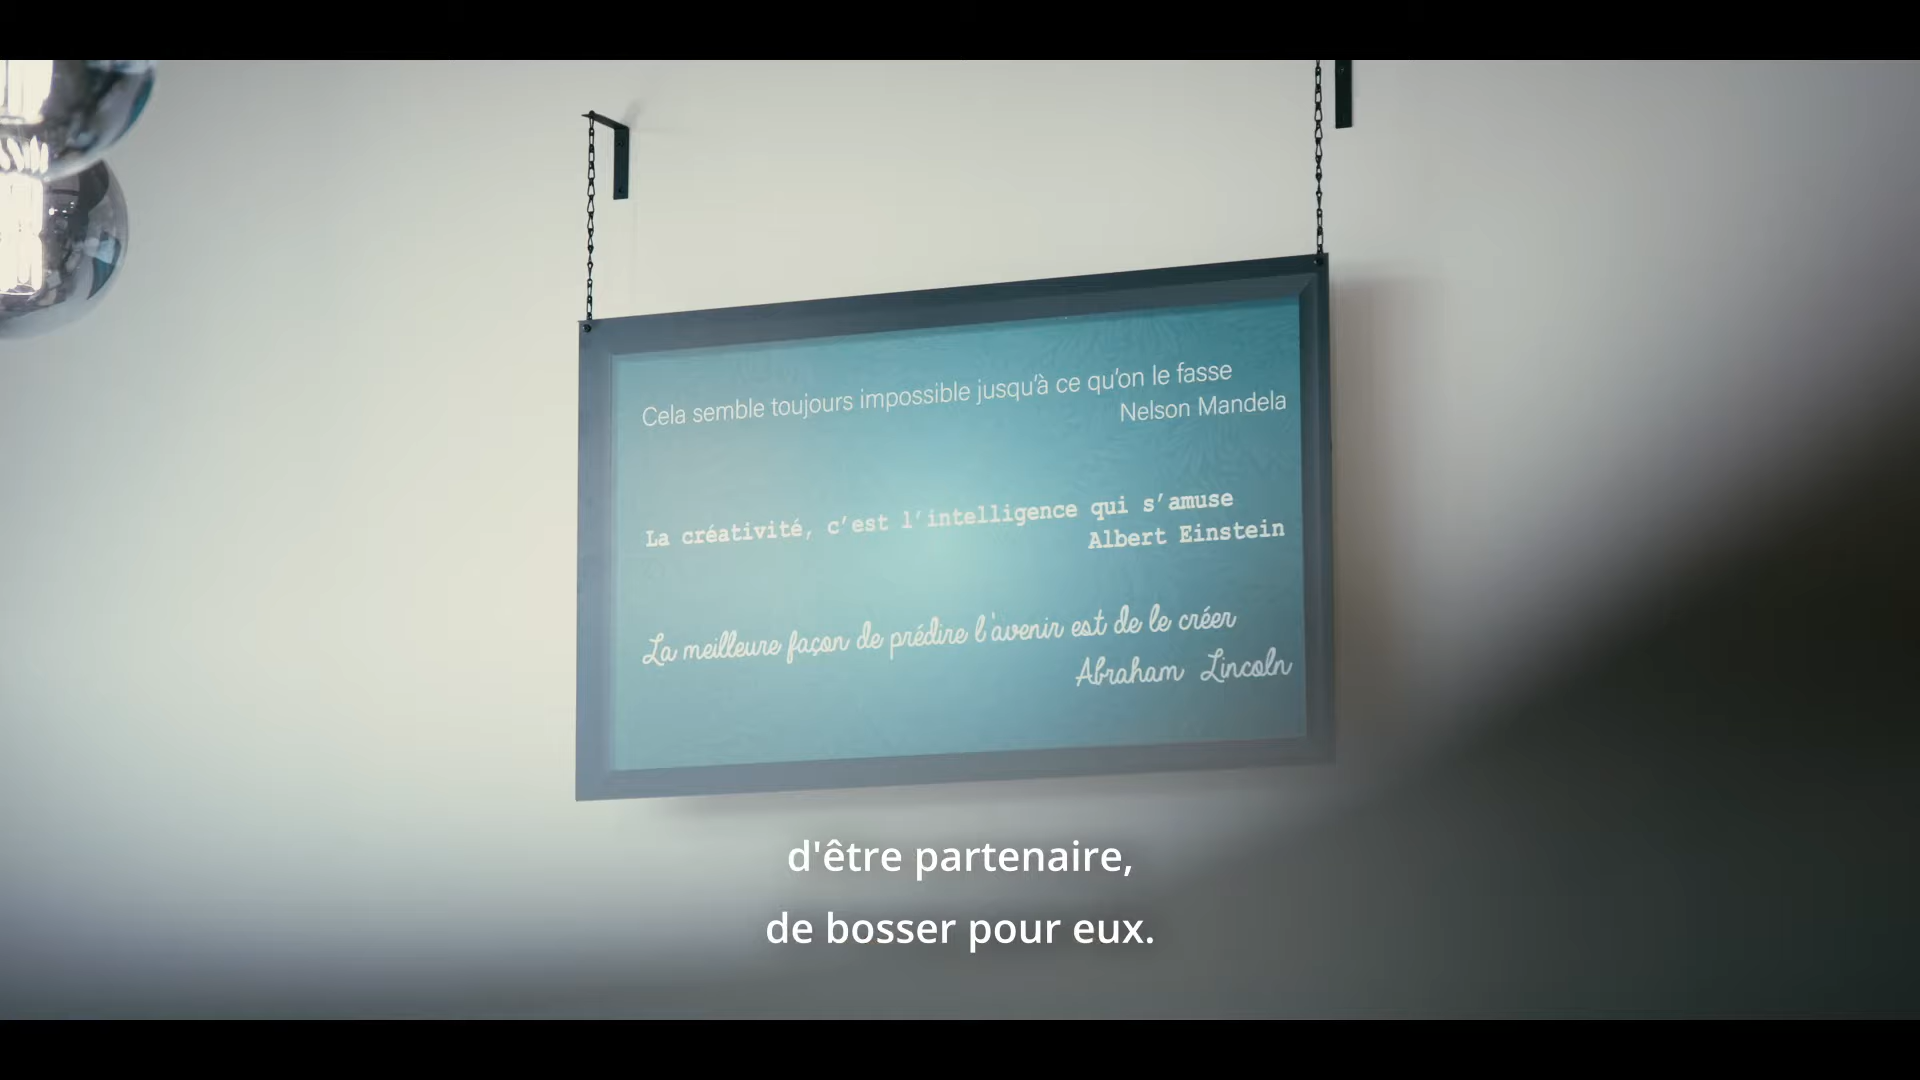 Cela semble toujours impossible jusqu'à ce qu'on le fasse
Nelson Mandela
La créativité, c'est l'intelligence qui s'amuse
Albert Einstein
La meilleure façon de prédire l'avenir est de le créer
Abraham Lincoln
d'être partenaire,
de bosser pour eux.